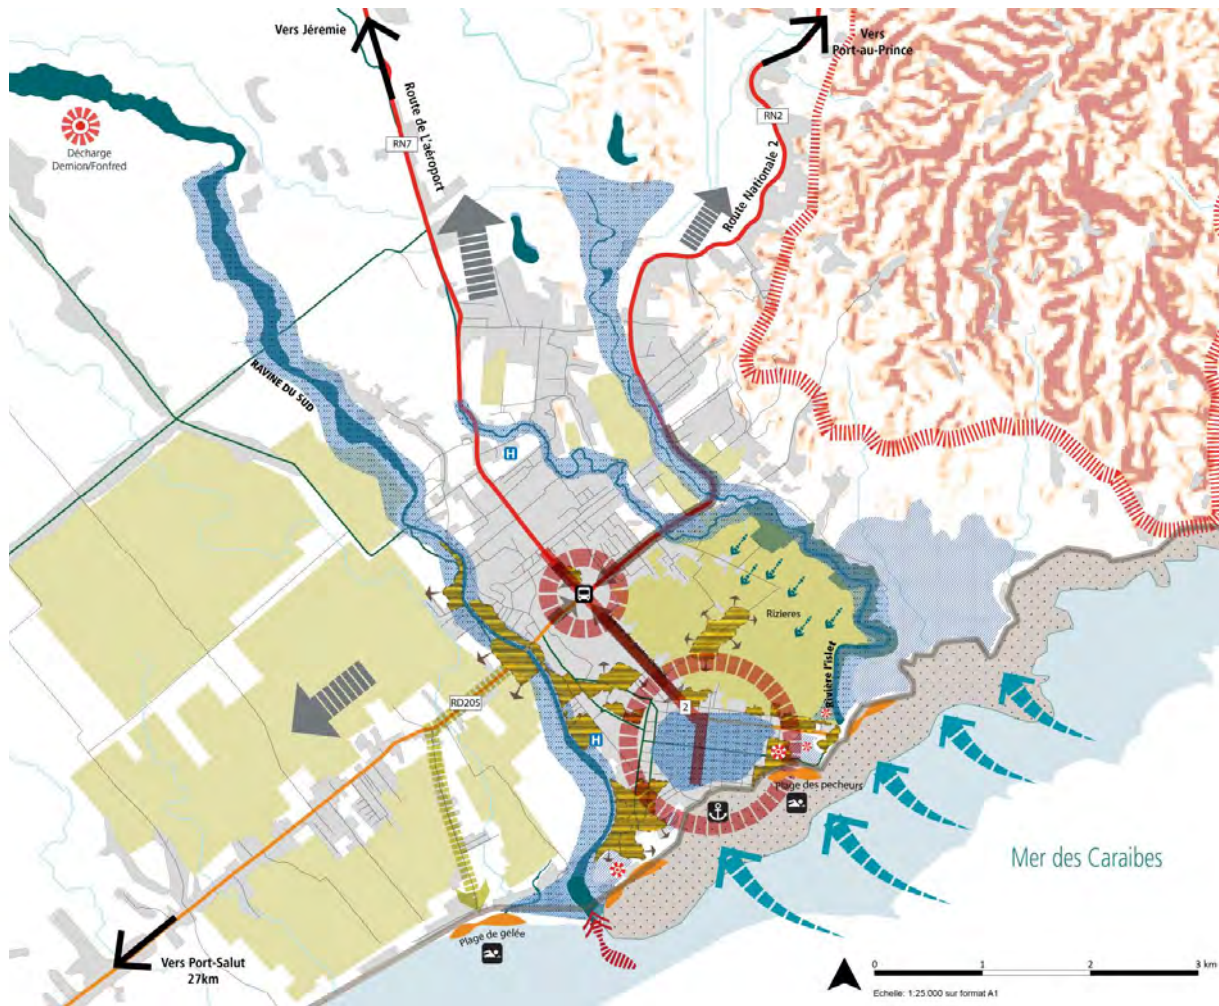 Vers Jéremie
Vers
Port-au-Prince
RN2
Décharge
Demion/Fonfred
RN7
Route de L'aéroport
Route Nationale 2
RAVINE DU SUD
H
Rizieres
Rivière l'islet
RD205
2
H
Plage des pecheurs
Mer des Caraibes
Plage de gelée
Vers Port-Salut
27km
0 1 2 3 km
Echelle: 1:25.000 sur format A1